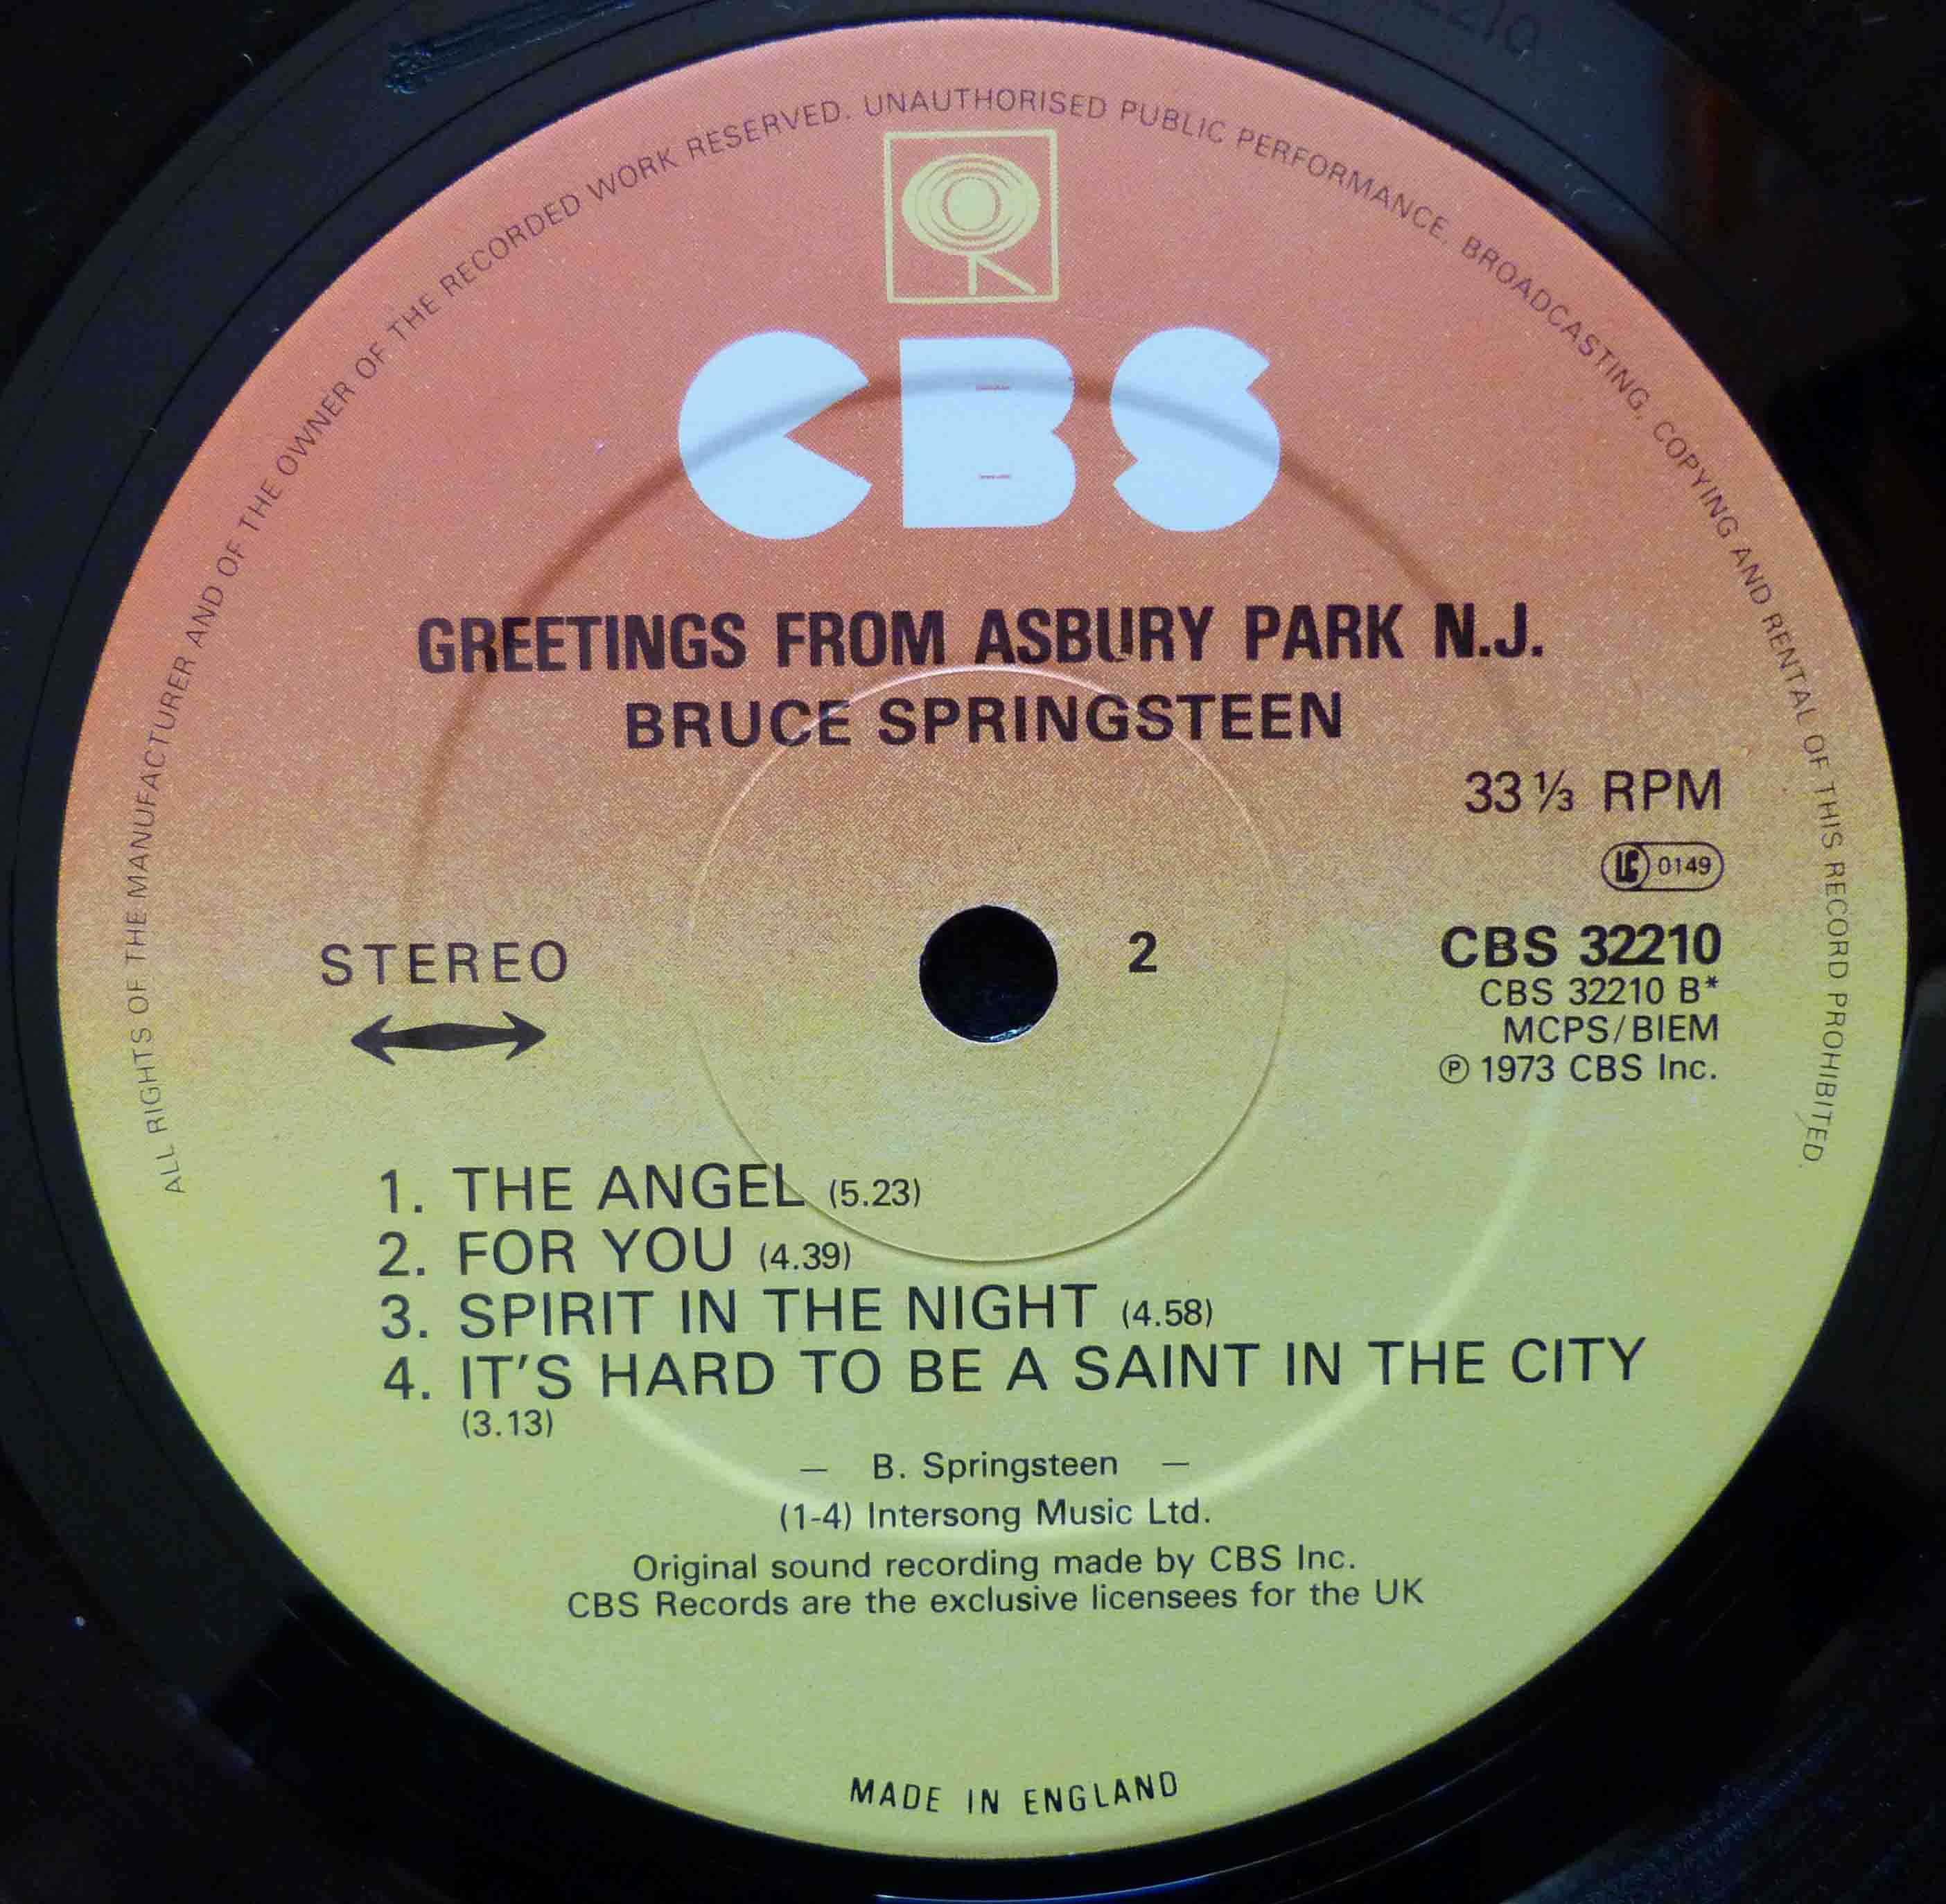 ALL RIGHTS OF THE MANUFACTURER AND OF THE OWNER OF THE RECORDED WORK RESERVED. UNAUTHORISED PUBLIC PERFORMANCE, BROADCASTING, COPYING AND RENTAL OF THIS RECORD PROHIBITED.
CBS
GREETINGS FROM ASBURY PARK N.J.
BRUCE SPRINGSTEEN
33 ⅓ RPM
LC 0149
STEREO
2
CBS 32210
CBS 32210 B*
MCPS/BIEM
℗ 1973 CBS Inc.
1. THE ANGEL (5.23)
2. FOR YOU (4.39)
3. SPIRIT IN THE NIGHT (4.58)
4. IT'S HARD TO BE A SAINT IN THE CITY
(3.13)
— B. Springsteen —
(1-4) Intersong Music Ltd.
Original sound recording made by CBS Inc.
CBS Records are the exclusive licensees for the UK
MADE IN ENGLAND